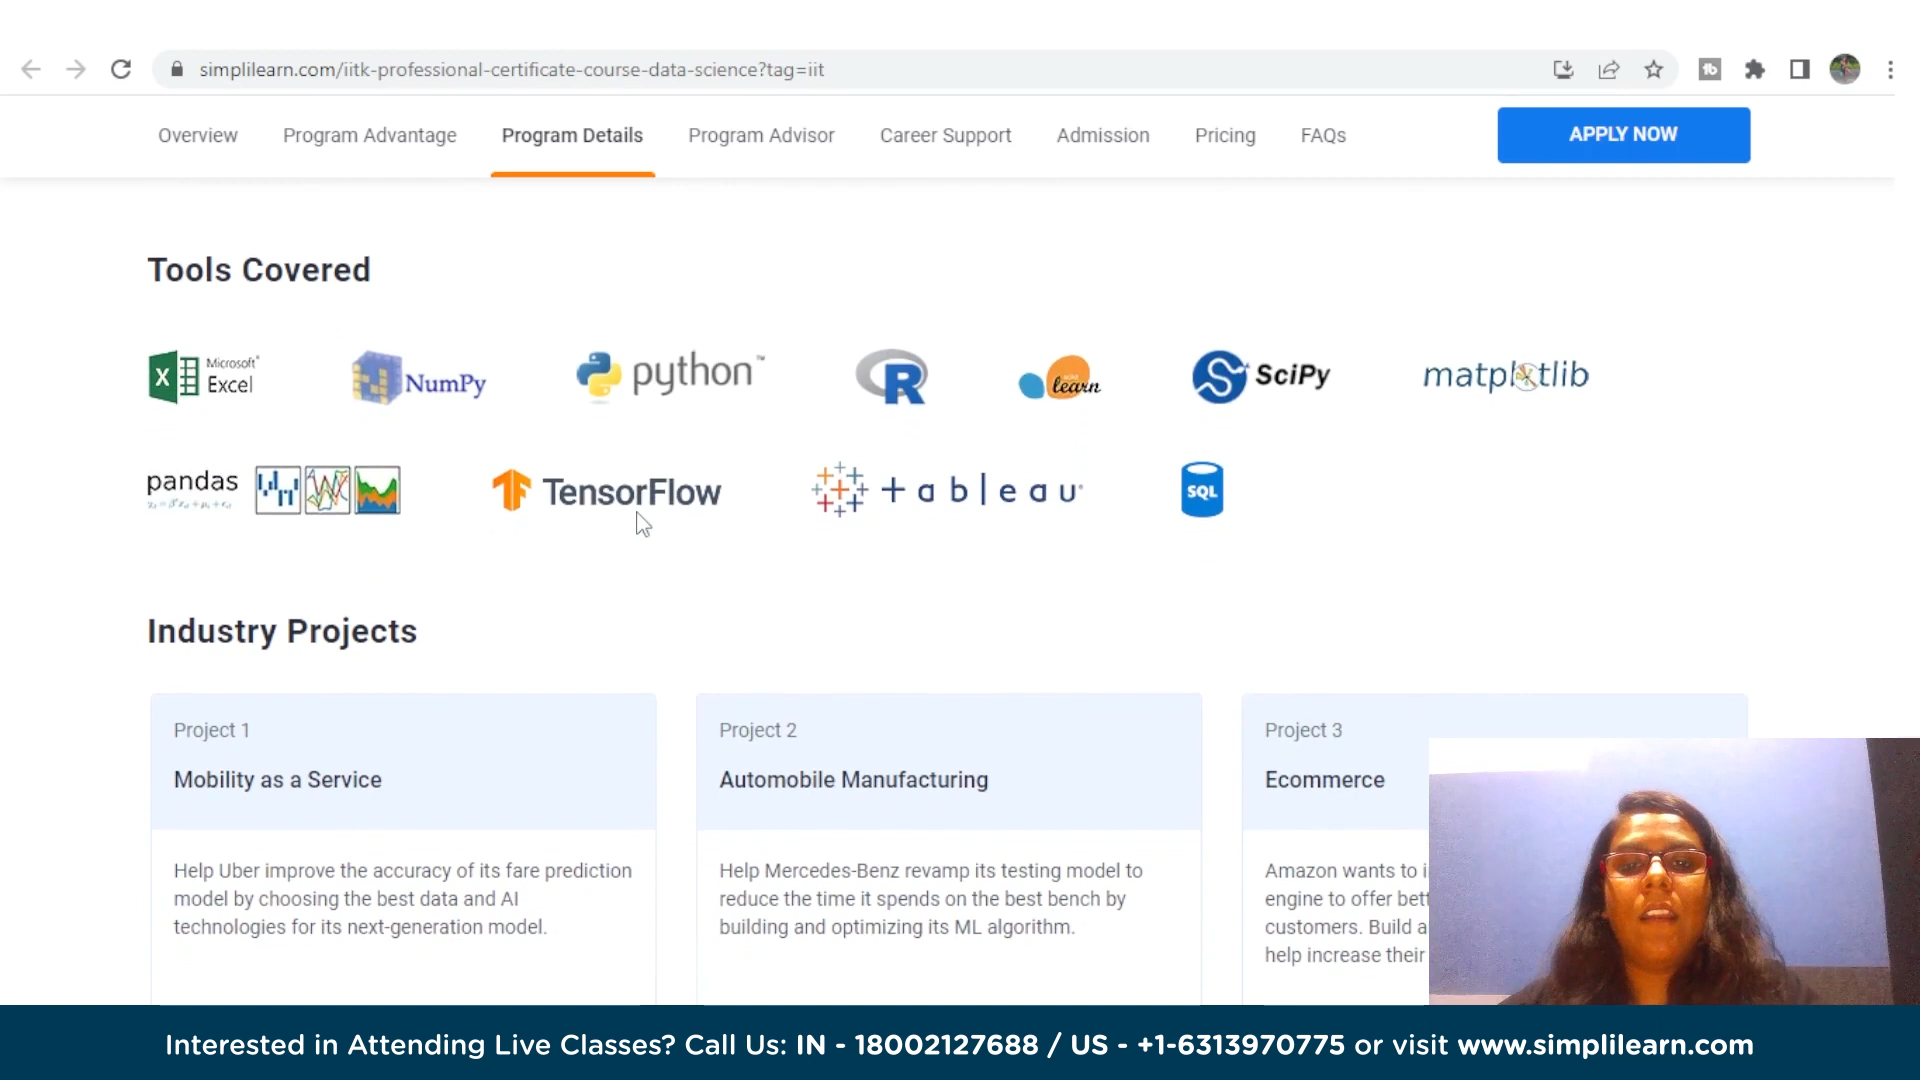 simplilearn.com/iitk-professional-certificate-course-data-science?tag=iit
Overview Program Advantage Program Details Program Advisor Career Support Admission Pricing FAQs APPLY NOW
Tools Covered
Microsoft Excel NumPy python™ R learn SciPy matplotlib
pandas TensorFlow +ableau SQL
Industry Projects
Project 1
Mobility as a Service
Help Uber improve the accuracy of its fare prediction
model by choosing the best data and AI
technologies for its next-generation model.
Project 2
Automobile Manufacturing
Help Mercedes-Benz revamp its testing model to
reduce the time it spends on the best bench by
building and optimizing its ML algorithm.
Project 3
Ecommerce
Amazon wants to
engine to offer
customers. Build a
help increase their
Interested in Attending Live Classes? Call Us: IN - 18002127688 / US - +1-6313970775 or visit www.simplilearn.com